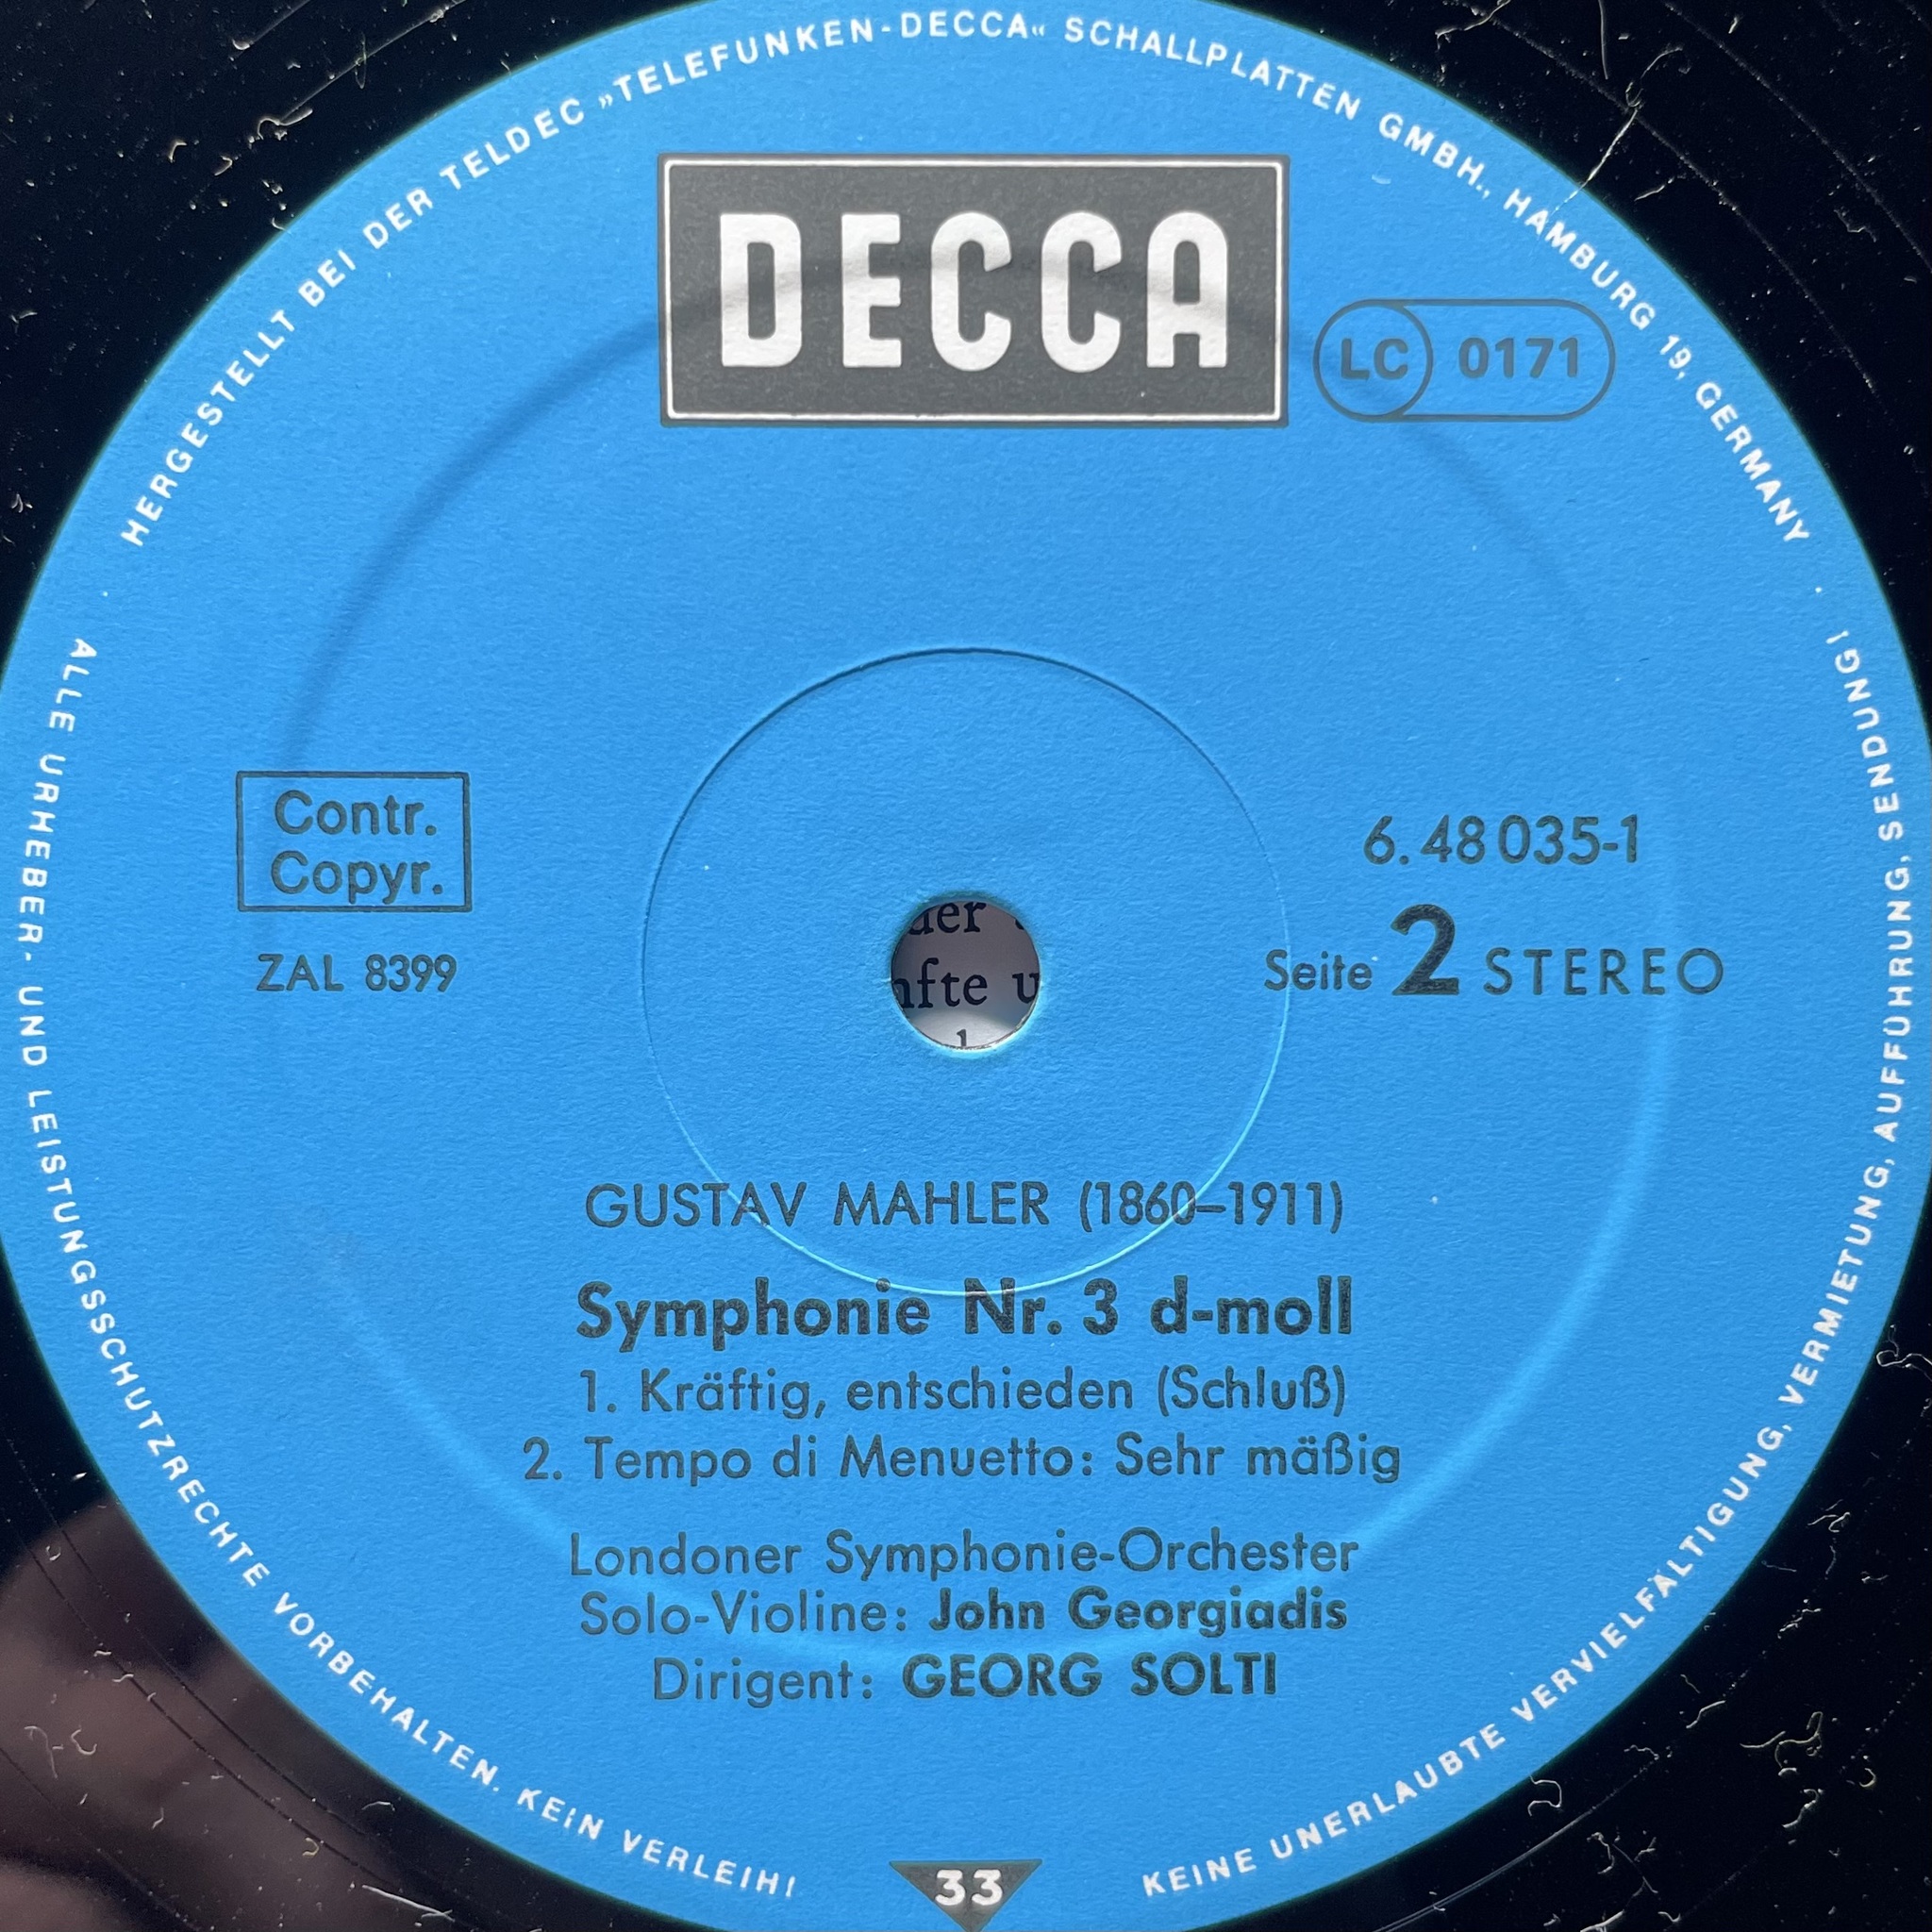 HERGESTELLT BEI DER TELDEC »TELEFUNKEN-DECCA« SCHALLPLATTEN GMBH., HAMBURG 19, GERMANY
DECCA
LC 0171
Contr.
Copyr.
ZAL 8399
6.48035-1
Seite 2 STEREO
der
nfte u
GUSTAV MAHLER (1860–1911)
Symphonie Nr. 3 d-moll
1. Kräftig, entschieden (Schluß)
2. Tempo di Menuetto: Sehr mäßig
Londoner Symphonie-Orchester
Solo-Violine: John Georgiadis
Dirigent: GEORG SOLTI
33
ALLE URHEBER- UND LEISTUNGSSCHUTZRECHTE VORBEHALTEN. KEIN VERLEIH!
KEINE UNERLAUBTE VERVIELFÄLTIGUNG, VERMIETUNG, AUFFÜHRUNG, SENDUNG!